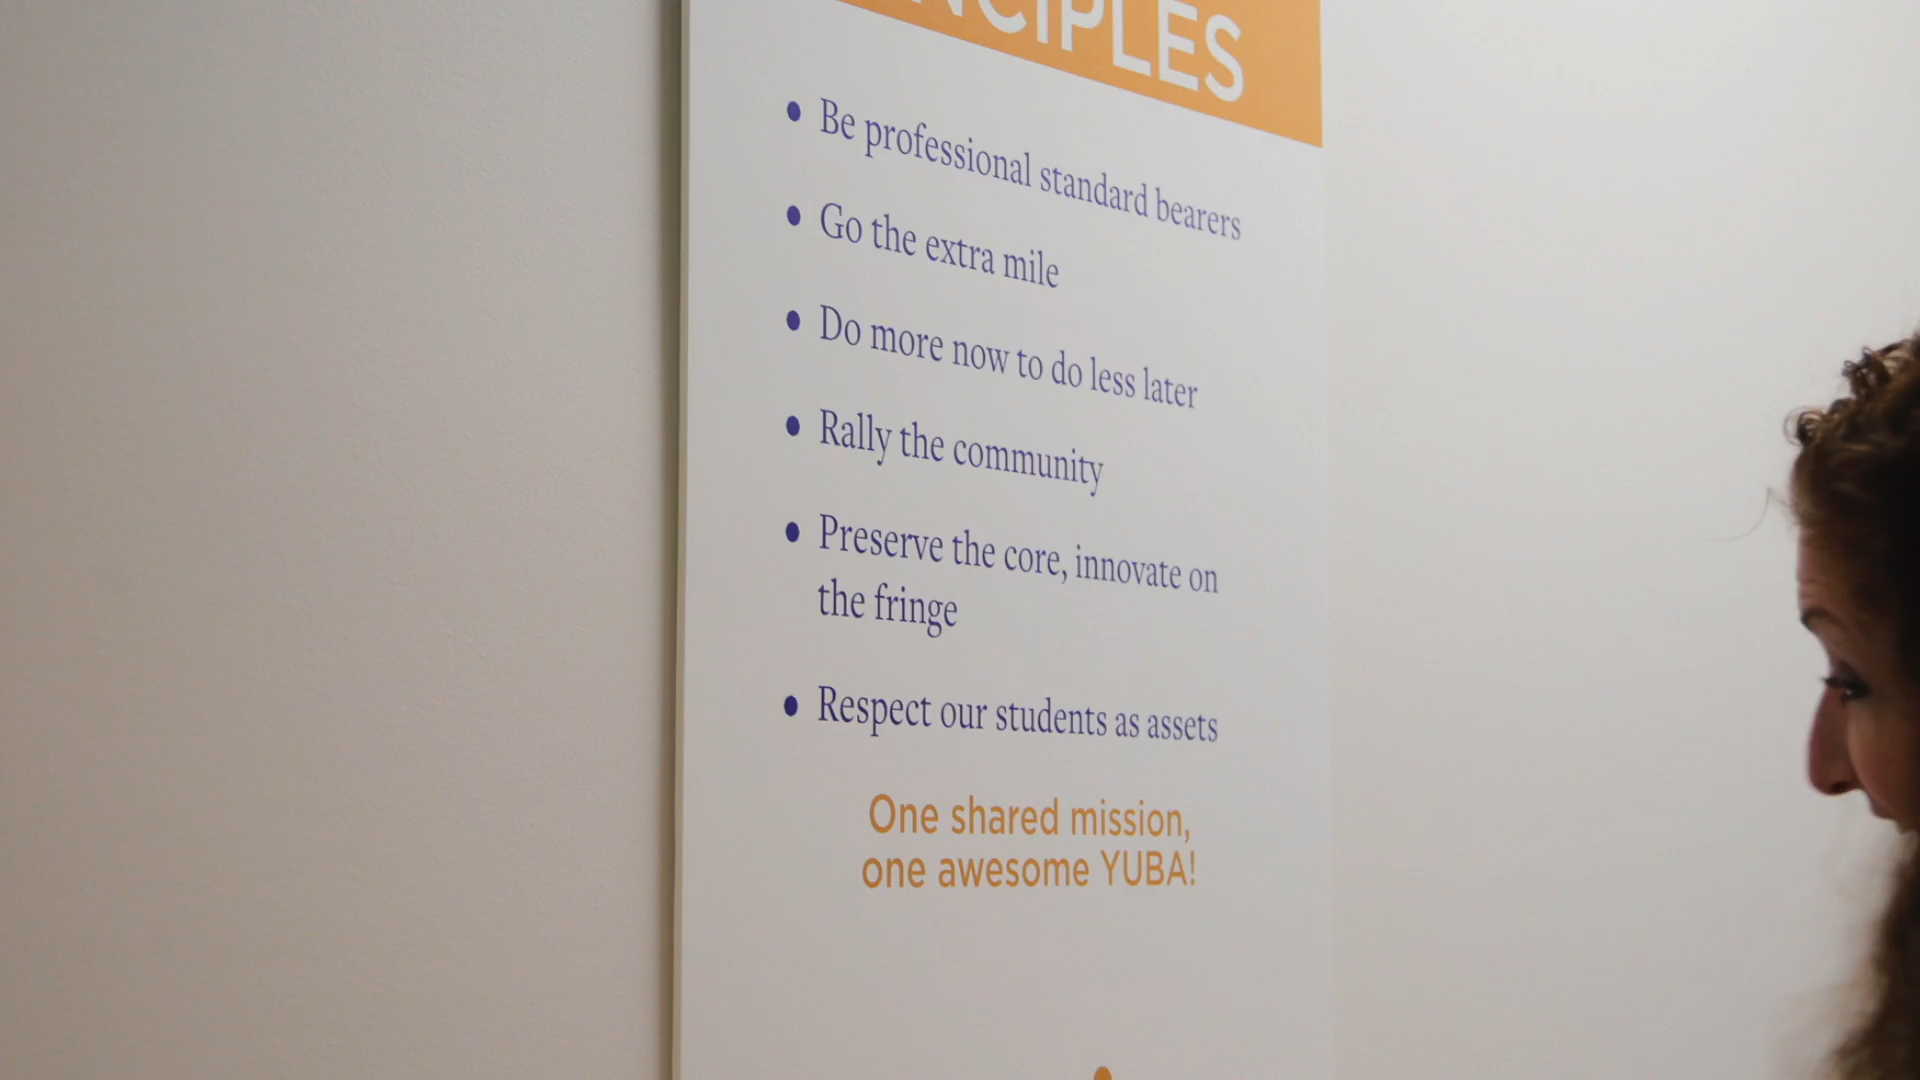 NCIPLES
• Be professional standard bearers
• Go the extra mile
• Do more now to do less later
• Rally the community
• Preserve the core, innovate on
the fringe
• Respect our students as assets
One shared mission,
one awesome YUBA!